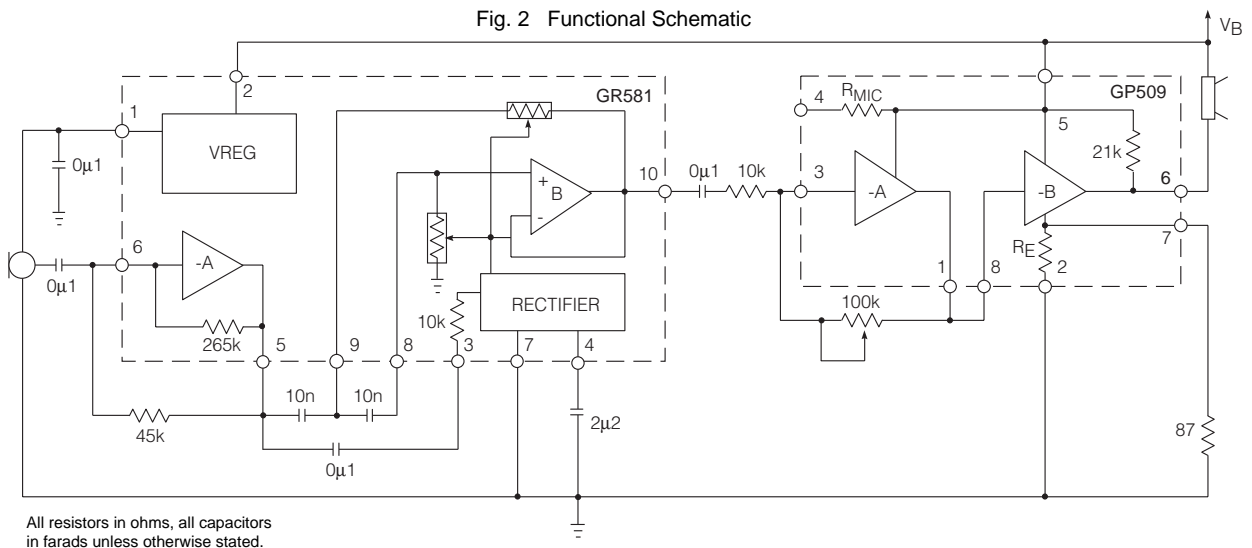 Fig. 2 Functional Schematic
VB
GR581
GP509
2
1
VREG
0μ1
6
0μ1
-A
265k
5
45k
10n
10n
0μ1
9
8
3
10k
+
-
B
RECTIFIER
7
4
2μ2
10
0μ1
10k
4
RMIC
3
-A
5
-B
21k
6
7
RE
1
8
2
100k
87
All resistors in ohms, all capacitors
in farads unless otherwise stated.